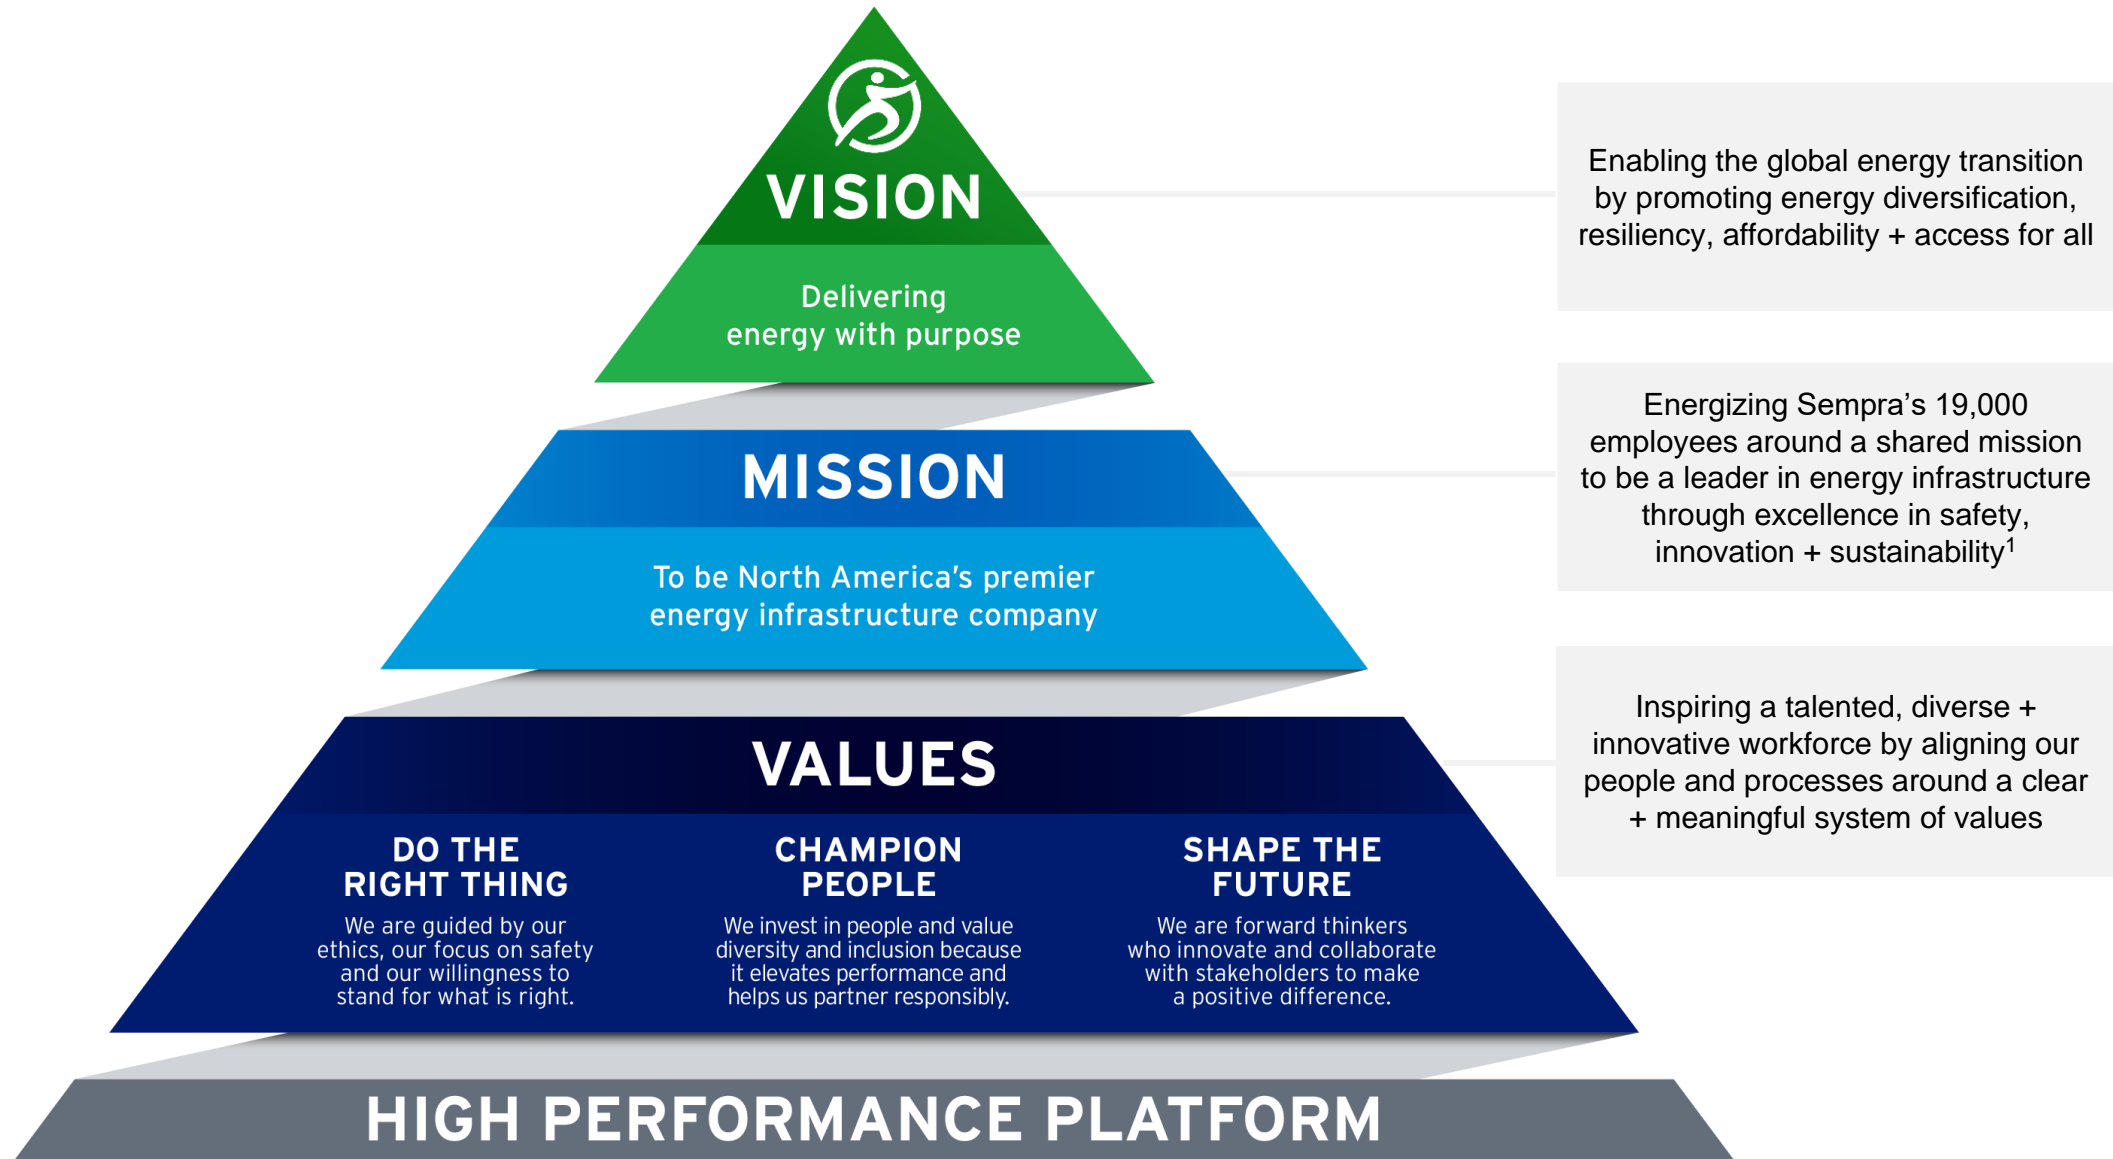 VISION
Delivering
energy with purpose
Enabling the global energy transition
by promoting energy diversification,
resiliency, affordability + access for all
MISSION
To be North America’s premier
energy infrastructure company
Energizing Sempra’s 19,000
employees around a shared mission
to be a leader in energy infrastructure
through excellence in safety,
innovation + sustainability¹
VALUES
DO THE
RIGHT THING
We are guided by our
ethics, our focus on safety
and our willingness to
stand for what is right.
CHAMPION
PEOPLE
We invest in people and value
diversity and inclusion because
it elevates performance and
helps us partner responsibly.
SHAPE THE
FUTURE
We are forward thinkers
who innovate and collaborate
with stakeholders to make
a positive difference.
Inspiring a talented, diverse +
innovative workforce by aligning our
people and processes around a clear
+ meaningful system of values
HIGH PERFORMANCE PLATFORM